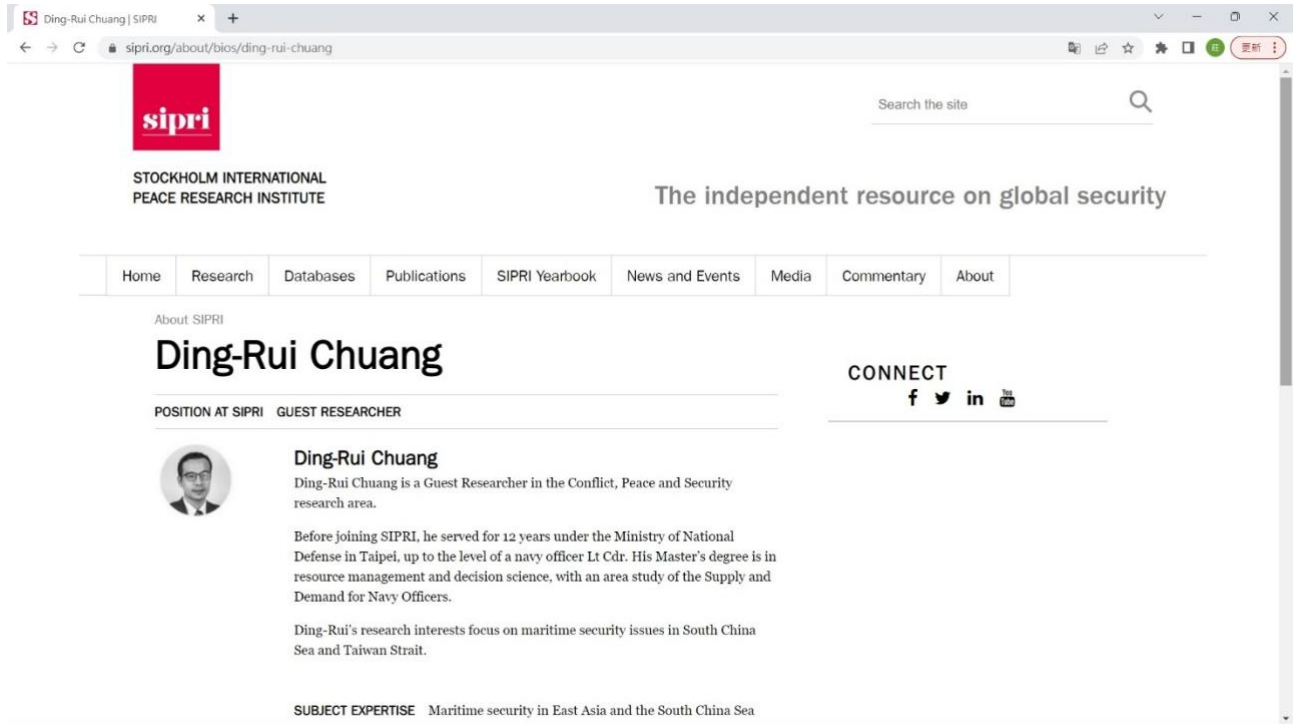 Ding-Rui Chuang | SIPRI
sipri.org/about/bios/ding-rui-chuang
更新
sipri
Search the site
STOCKHOLM INTERNATIONAL
PEACE RESEARCH INSTITUTE
The independent resource on global security
Home Research Databases Publications SIPRI Yearbook News and Events Media Commentary About
About SIPRI
Ding-Rui Chuang
CONNECT
POSITION AT SIPRI GUEST RESEARCHER
You Tube
Ding-Rui Chuang
Ding-Rui Chuang is a Guest Researcher in the Conflict, Peace and Security
research area.
Before joining SIPRI, he served for 12 years under the Ministry of National
Defense in Taipei, up to the level of a navy officer Lt Cdr. His Master's degree is in
resource management and decision science, with an area study of the Supply and
Demand for Navy Officers.
Ding-Rui's research interests focus on maritime security issues in South China
Sea and Taiwan Strait.
SUBJECT EXPERTISE Maritime security in East Asia and the South China Sea